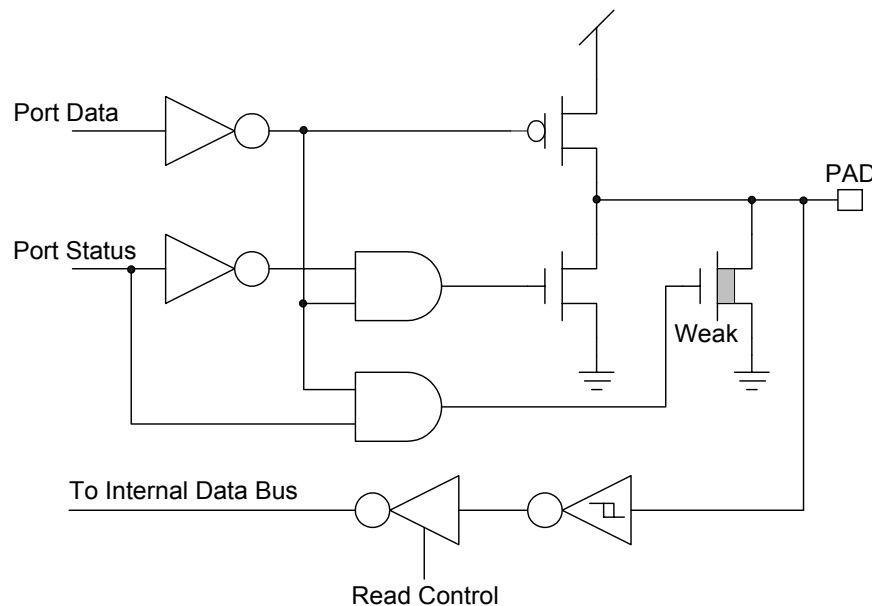 Port Data
PAD
Port Status
Weak
To Internal Data Bus
Read Control